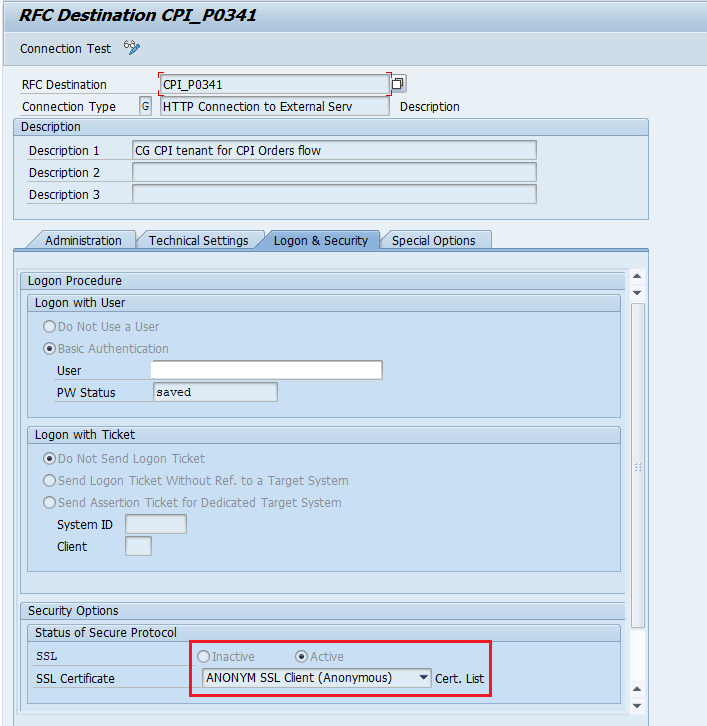 RFC Destination CPI_P0341
Connection Test
RFC Destination CPI_P0341
Connection Type G HTTP Connection to External Serv Description
Description
Description 1 CG CPI tenant for CPI Orders flow
Description 2
Description 3
Administration Technical Settings Logon & Security Special Options
Logon Procedure
Logon with User
Do Not Use a User
Basic Authentication
User
PW Status saved
Logon with Ticket
Do Not Send Logon Ticket
Send Logon Ticket Without Ref. to a Target System
Send Assertion Ticket for Dedicated Target System
System ID
Client
Security Options
Status of Secure Protocol
SSL Inactive Active
SSL Certificate ANONYM SSL Client (Anonymous) Cert. List